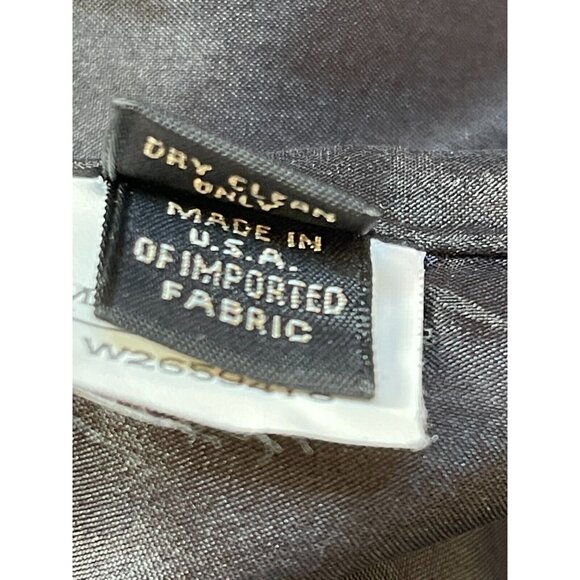 DRY CLEAN
ONLY
MADE IN
U.S.A.
OF IMPORTED
FABRIC